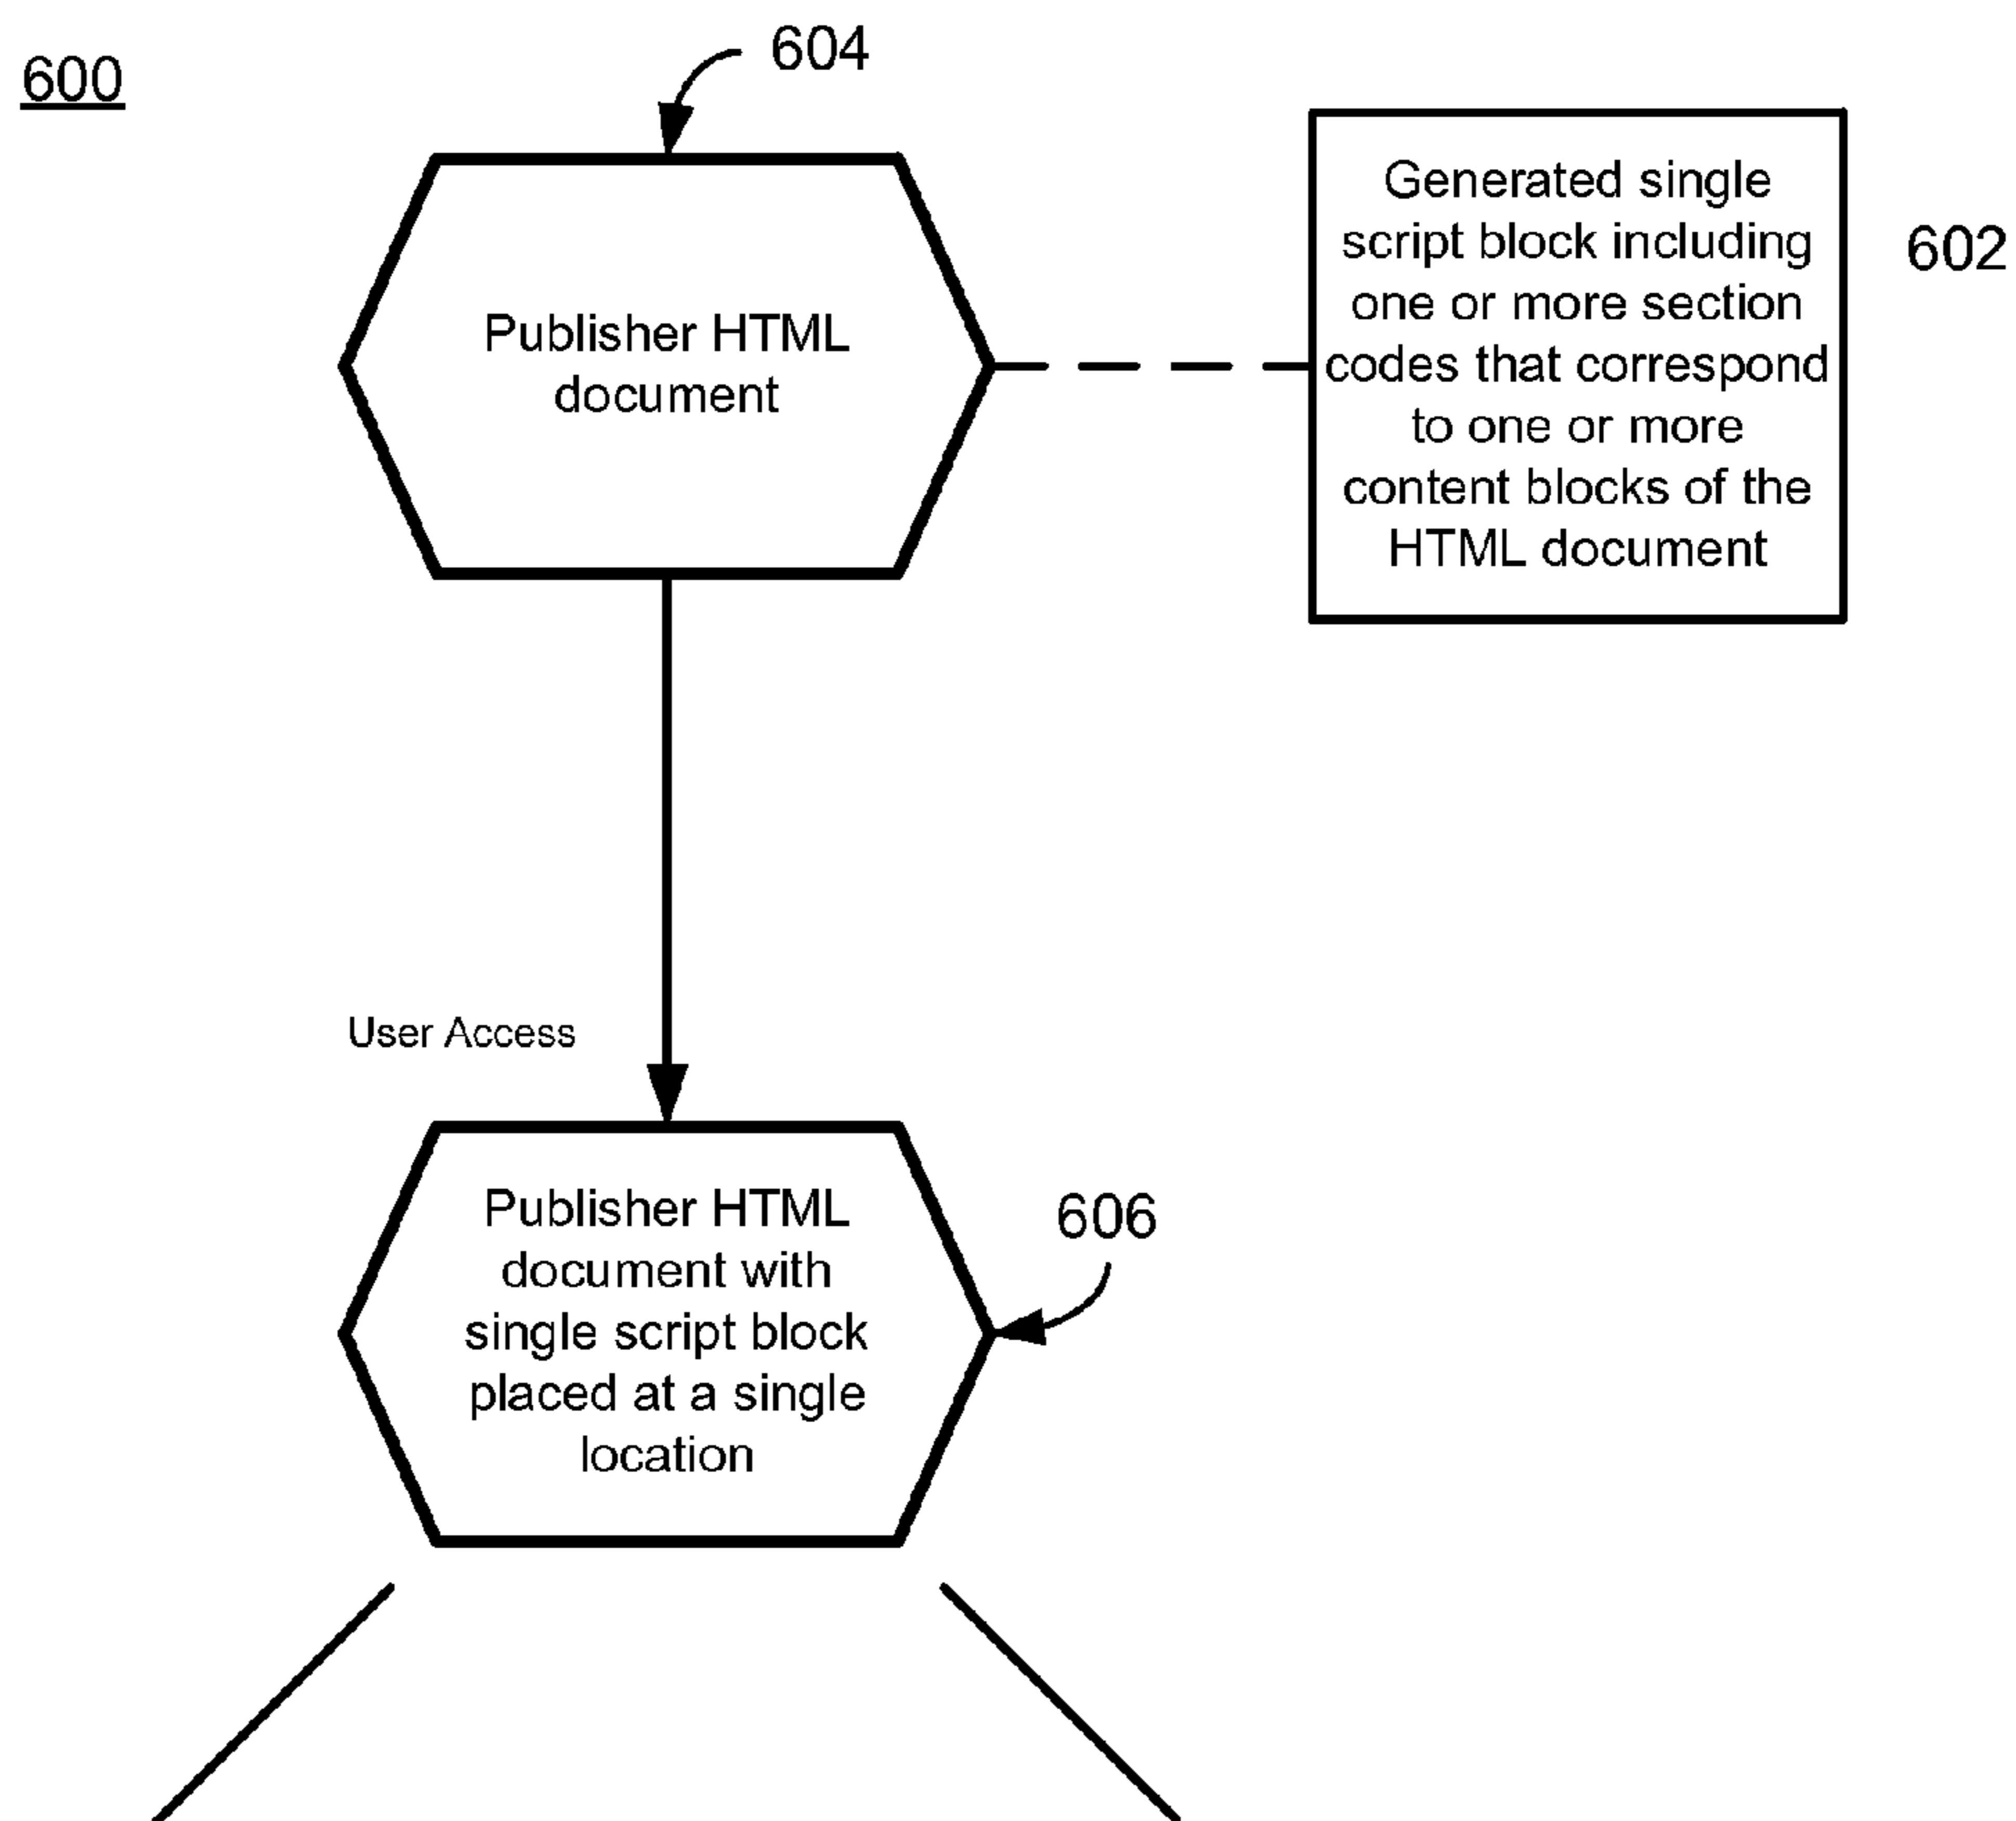 600
604
Publisher HTML
document
Generated single
script block including
one or more section
codes that correspond
to one or more
content blocks of the
HTML document
602
User Access
Publisher HTML
document with
single script block
placed at a single
location
606